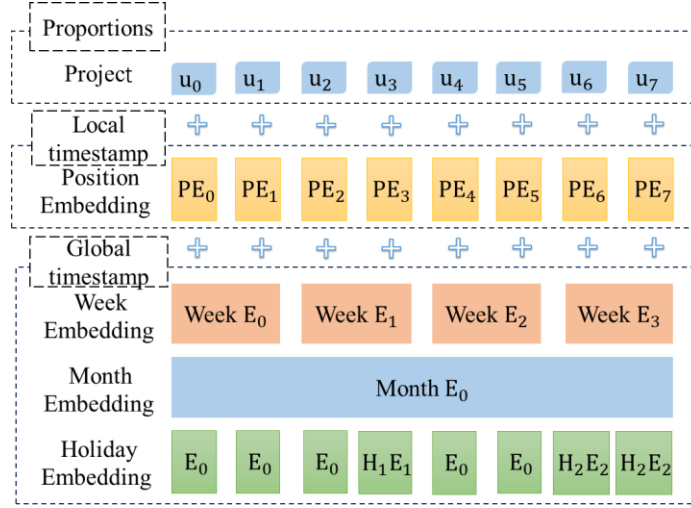 Proportions
Project u₀ u₁ u₂ u₃ u₄ u₅ u₆ u₇
Local
timestamp
Position
Embedding
PE₀ PE₁ PE₂ PE₃ PE₄ PE₅ PE₆ PE₇
Global
timestamp
Week
Embedding
Week E₀ Week E₁ Week E₂ Week E₃
Month
Embedding
Month E₀
Holiday
Embedding
E₀ E₀ E₀ H₁E₁ E₀ E₀ H₂E₂ H₂E₂